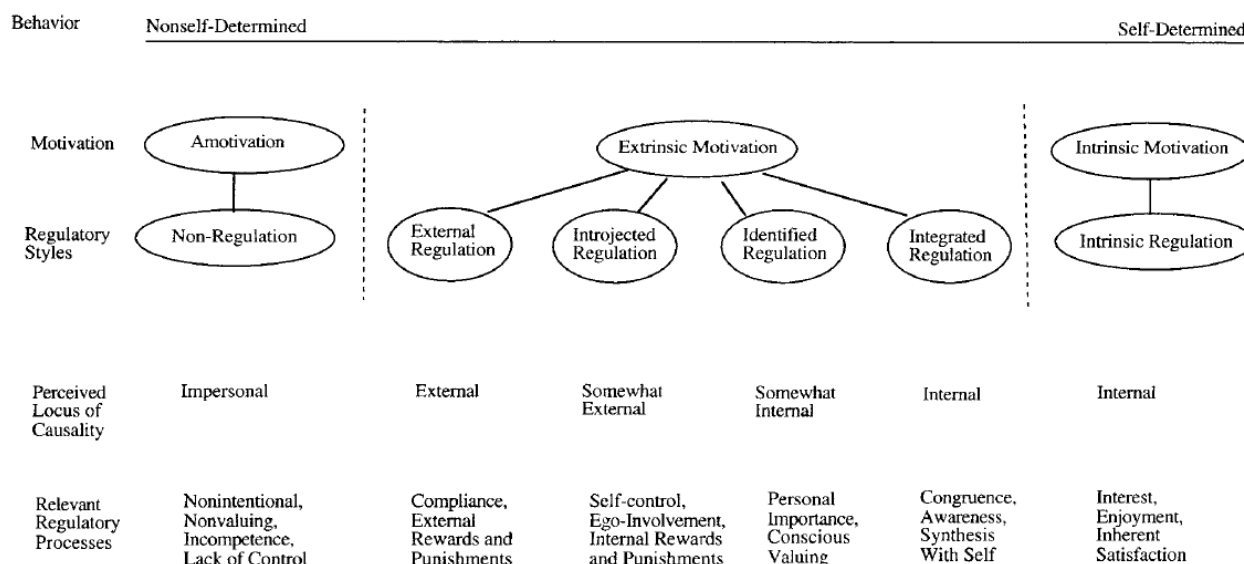 Behavior
Nonself-Determined
Self-Determined
Motivation
Amotivation
Extrinsic Motivation
Intrinsic Motivation
Regulatory
Styles
Non-Regulation
External
Regulation
Introjected
Regulation
Identified
Regulation
Integrated
Regulation
Intrinsic Regulation
Perceived
Locus of
Causality
Impersonal
External
Somewhat
External
Somewhat
Internal
Internal
Internal
Relevant
Regulatory
Processes
Nonintentional,
Nonvaluing,
Incompetence,
Lack of Control
Compliance,
External
Rewards and
Punishments
Self-control,
Ego-Involvement,
Internal Rewards
and Punishments
Personal
Importance,
Conscious
Valuing
Congruence,
Awareness,
Synthesis
With Self
Interest,
Enjoyment,
Inherent
Satisfaction